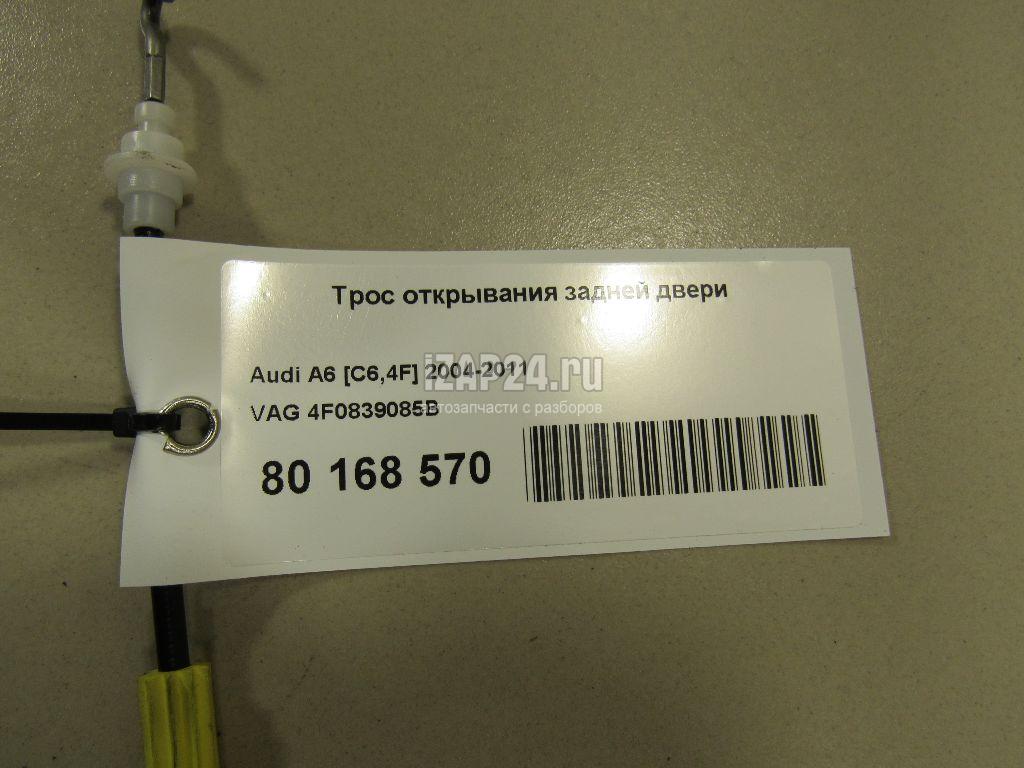 Трос открывания задней двери
Audi A6 [C6,4F] 2004-2011
iZAP24.ru
VAG 4F0839085B
автозапчасти с разборов
80 168 570